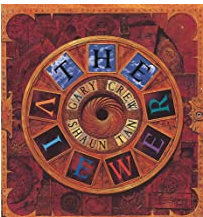 THE
VIEWER
GARY CREW
SHAUN TAN